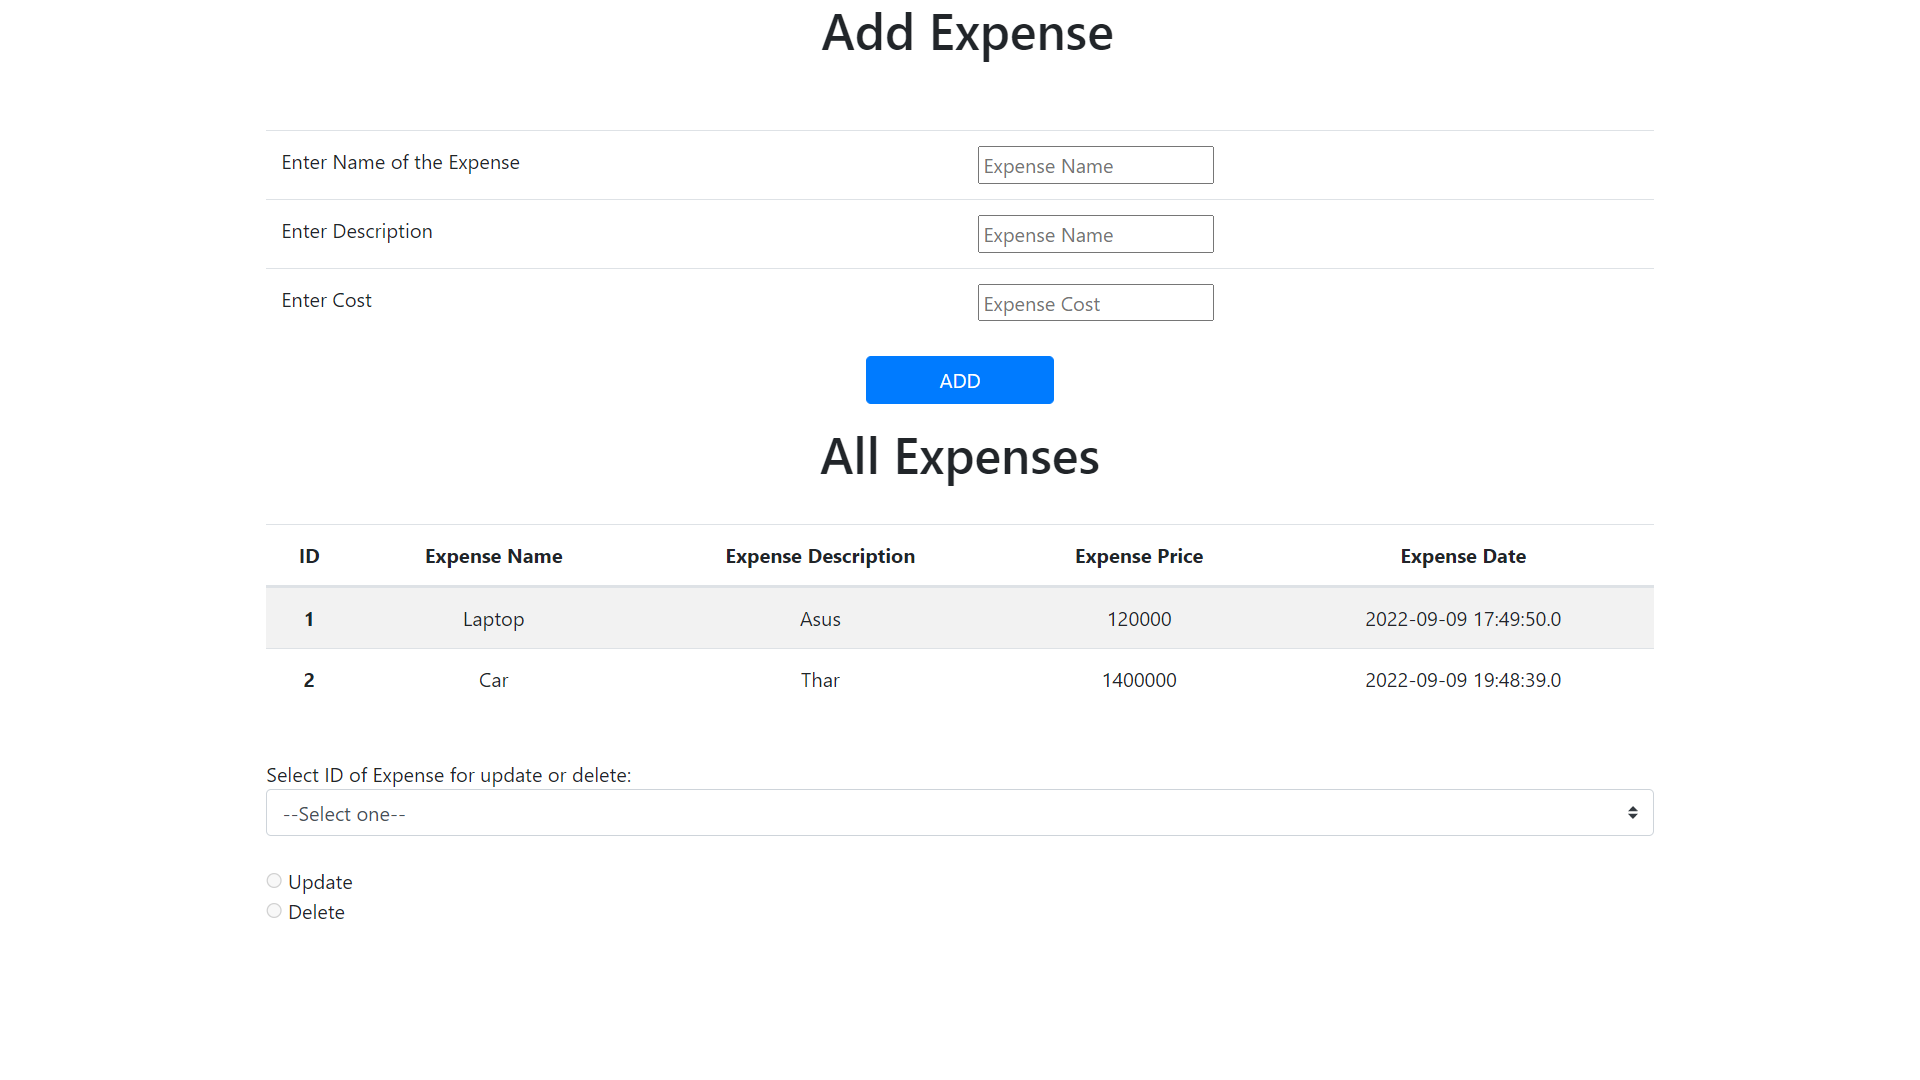 Add Expense
Enter Name of the Expense Expense Name
Enter Description Expense Name
Enter Cost Expense Cost
ADD
All Expenses
ID Expense Name Expense Description Expense Price Expense Date
1 Laptop Asus 120000 2022-09-09 17:49:50.0
2 Car Thar 1400000 2022-09-09 19:48:39.0
Select ID of Expense for update or delete:
--Select one--
Update
Delete